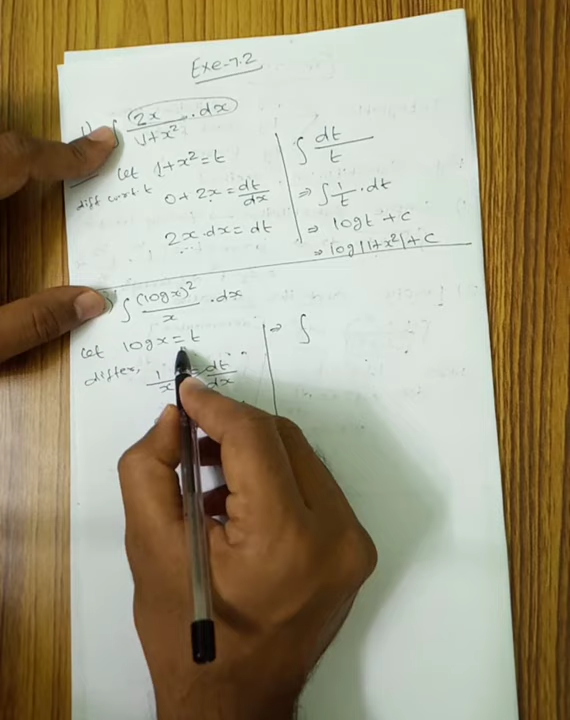 Exe-7.2
1) ∫ 2x/1+x² . dx
let 1+x² = t
diff w.r.t t
0 + 2x = dt/dx
2x . dx = dt
∫ dt/t
⇒ ∫ 1/t . dt
⇒ log t + c
⇒ log |1+x²| + c
∫ (log x)²/x . dx
let log x = t
differ, 1/x = dt/dx
⇒ ∫